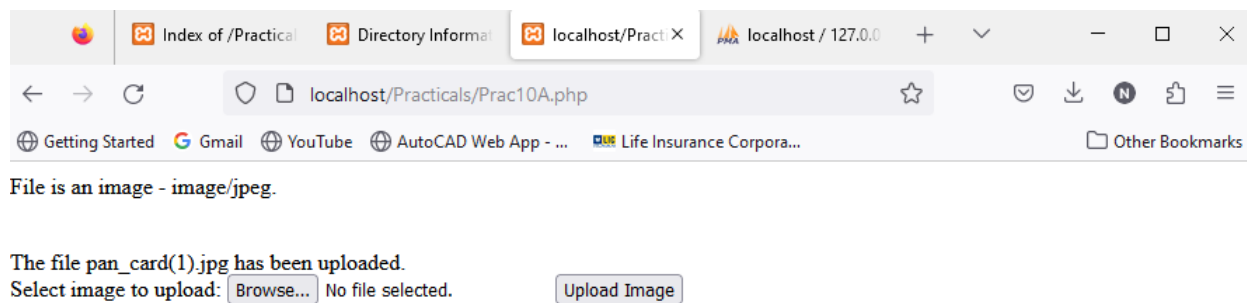 Index of /Practical
Directory Informat
localhost/Practi
PMA
localhost / 127.0.0
localhost/Practicals/Prac10A.php
N
Getting Started G Gmail YouTube AutoCAD Web App - ... LIC Life Insurance Corpora... Other Bookmarks
File is an image - image/jpeg.
The file pan_card(1).jpg has been uploaded.
Select image to upload: Browse... No file selected. Upload Image